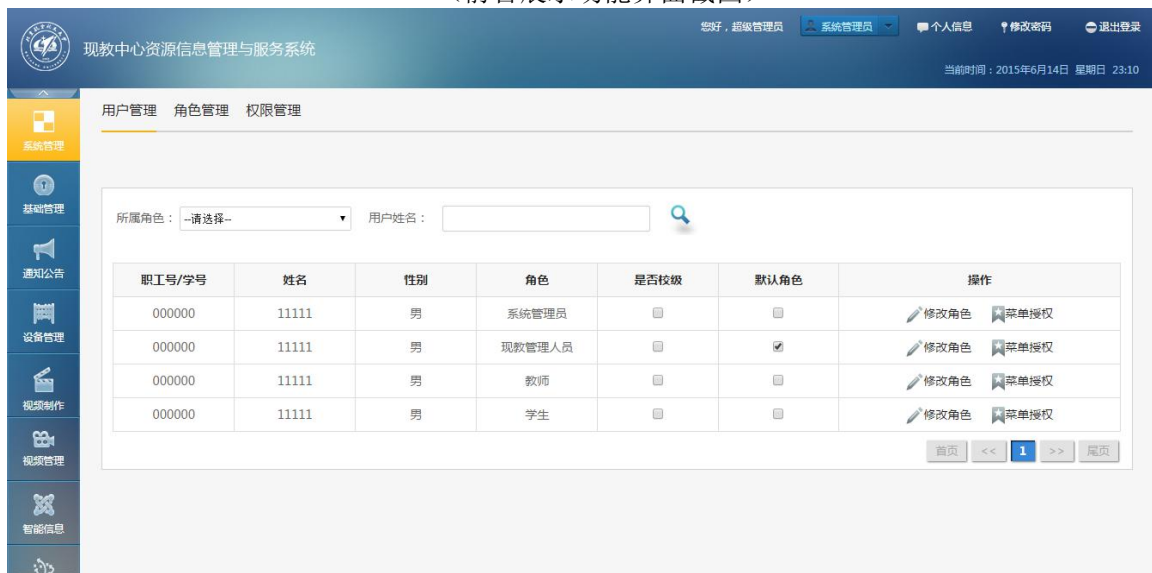 您好，超级管理员 系统管理员 个人信息 修改密码 退出登录
现教中心资源信息管理与服务系统
当前时间：2015年6月14日 星期日 23:10
用户管理 角色管理 权限管理
系统管理
基础管理
通知公告
设备管理
视频制作
视频管理
智能信息
所属角色： --请选择-- 用户姓名：
职工号/学号 姓名 性别 角色 是否校级 默认角色 操作
000000 11111 男 系统管理员 修改角色 菜单授权
000000 11111 男 现教管理人员 修改角色 菜单授权
000000 11111 男 教师 修改角色 菜单授权
000000 11111 男 学生 修改角色 菜单授权
首页 << 1 >> 尾页